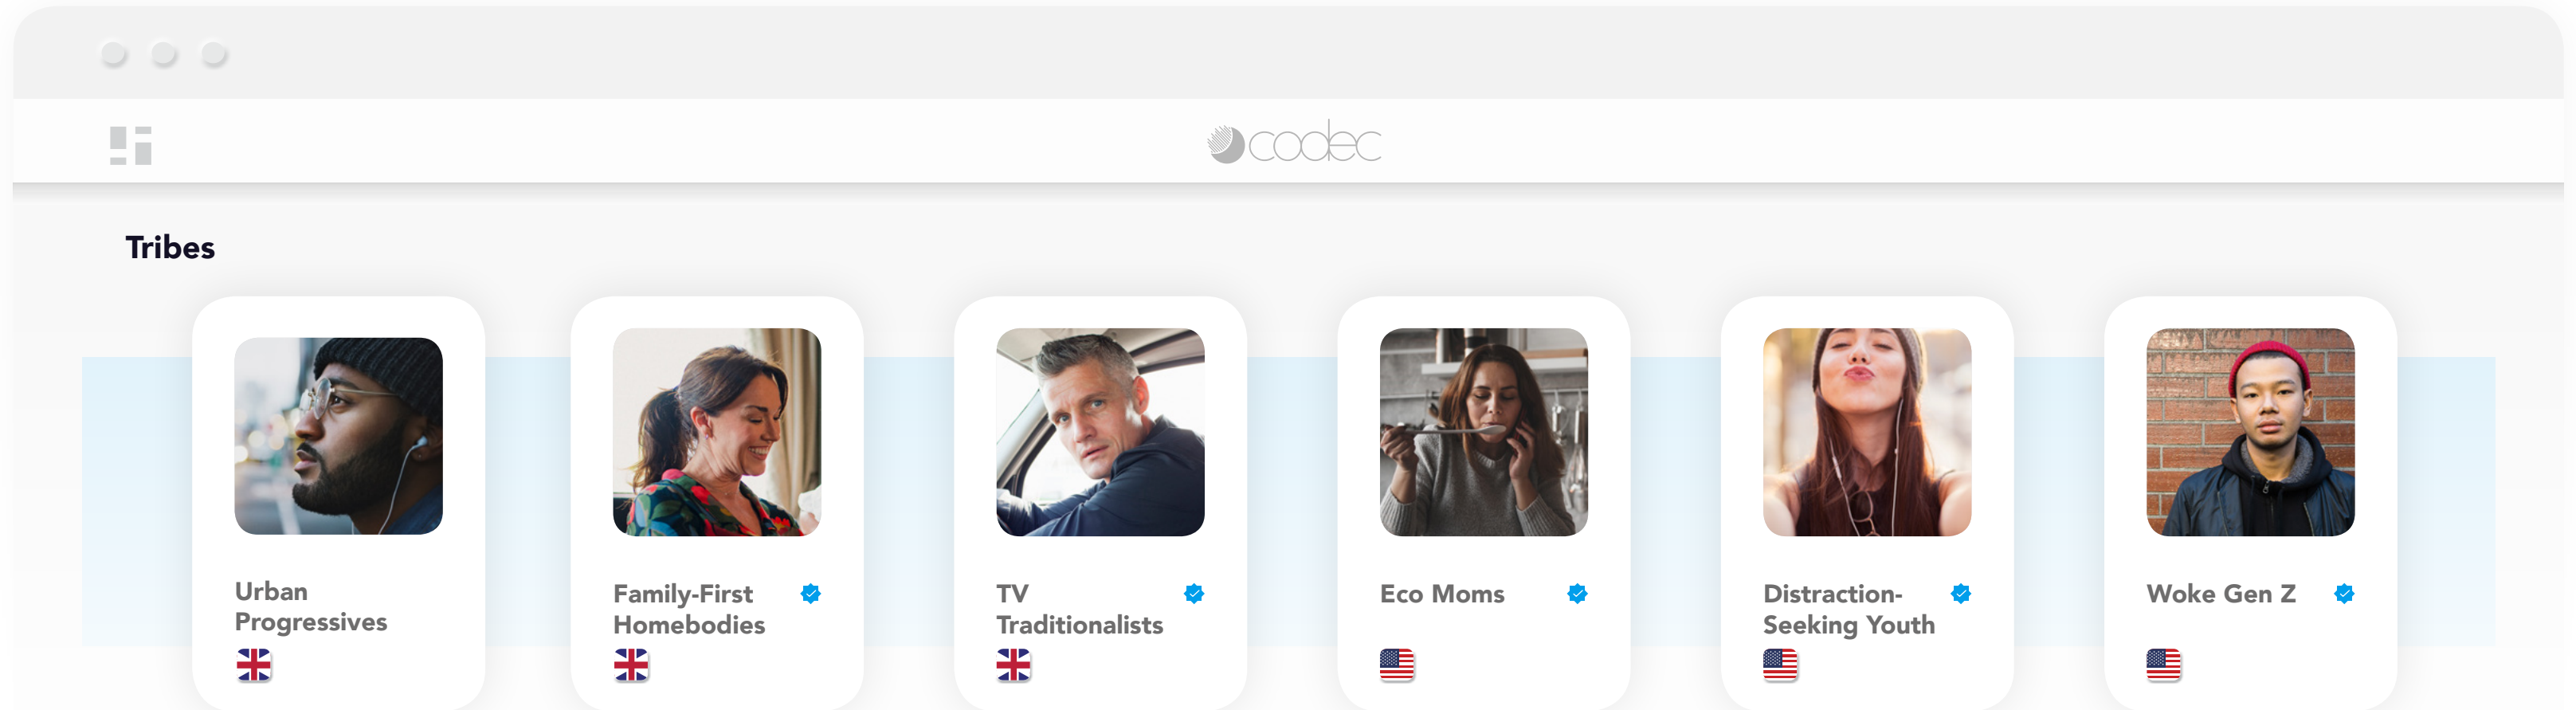 codec
Tribes
Urban
Progressives
Family-First
Homebodies
TV
Traditionalists
Eco Moms
Distraction-
Seeking Youth
Woke Gen Z